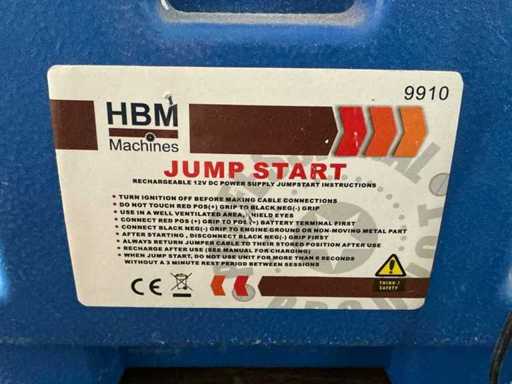 HBM
Machines
9910
JUMP START
RECHARGEABLE 12V DC POWER SUPPLY JUMPSTART INSTRUCTIONS
TURN IGNITION OFF BEFORE MAKING CABLE CONNECTIONS
DO NOT TOUCH RED POS(+) GRIP TO BLACK NEG(-) GRIP
USE IN A WELL VENTILATED AREA, SHIELD EYES
CONNECT RED POS(+) GRIP TO POS(+) BATTERY TERMINAL FIRST
CONNECT BLACK NEG(-) GRIP TO ENGINE GROUND OR NON-MOVING METAL PART
AFTER STARTING, DISCONNECT BLACK NEG(-) GRIP FIRST
ALWAYS RETURN JUMPER CABLE TO THEIR STORED POSITION AFTER USE
RECHARGE AFTER USE (SEE MANUAL FOR CHARGING)
WHEN JUMP START, DO NOT USE UNIT FOR MORE THAN 6 SECONDS
WITHOUT A 3 MINUTE REST PERIOD BETWEEN SESSIONS
CE
THINK /
SAFETY